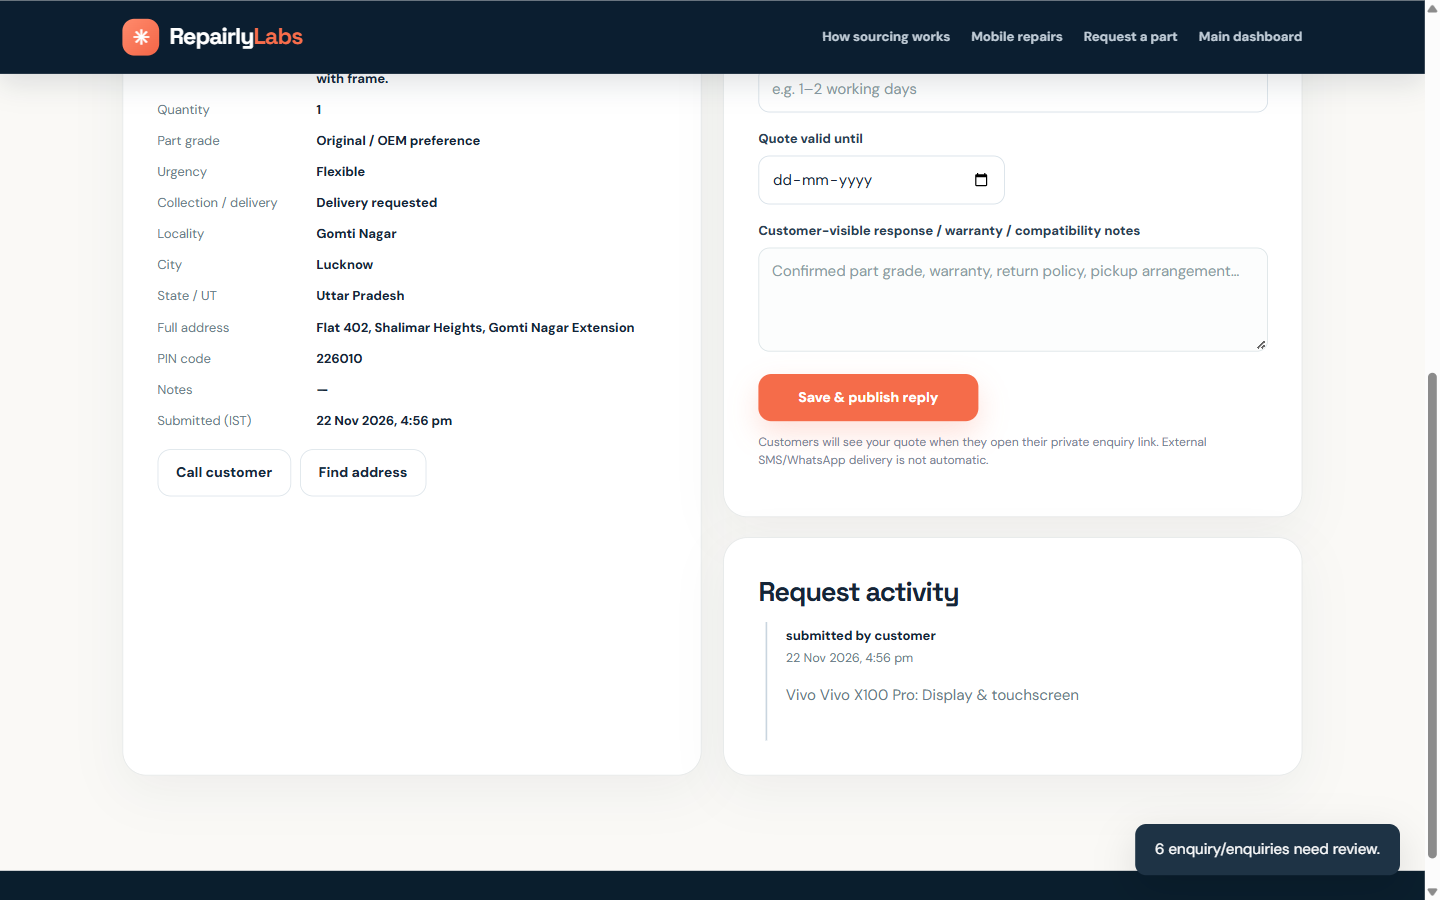 RepairlyLabs
How sourcing works
Mobile repairs
Request a part
Main dashboard
with frame.
Quantity 1
Part grade Original / OEM preference
Urgency Flexible
Collection / delivery Delivery requested
Locality Gomti Nagar
City Lucknow
State / UT Uttar Pradesh
Full address Flat 402, Shalimar Heights, Gomti Nagar Extension
PIN code 226010
Notes —
Submitted (IST) 22 Nov 2026, 4:56 pm
Call customer
Find address
e.g. 1–2 working days
Quote valid until
dd-mm-yyyy
Customer-visible response / warranty / compatibility notes
Confirmed part grade, warranty, return policy, pickup arrangement…
Save & publish reply
Customers will see your quote when they open their private enquiry link. External
SMS/WhatsApp delivery is not automatic.
Request activity
submitted by customer
22 Nov 2026, 4:56 pm
Vivo Vivo X100 Pro: Display & touchscreen
6 enquiry/enquiries need review.